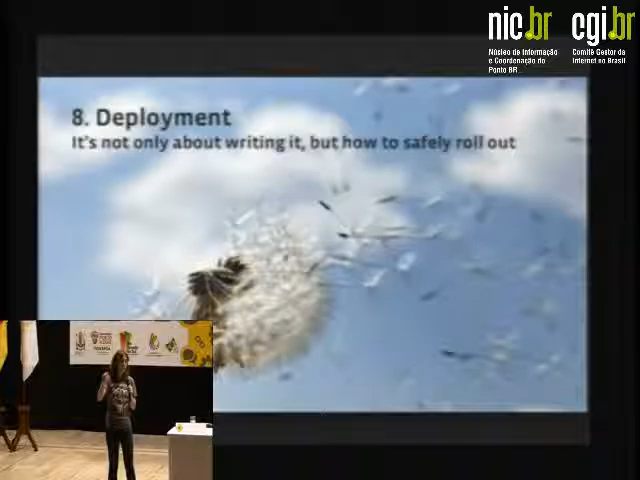 nic.br cgi.br
Núcleo de Informação
e Coordenação do
Ponto BR
Comitê Gestor da
Internet no Brasil
8. Deployment
It's not only about writing it, but how to safely roll out